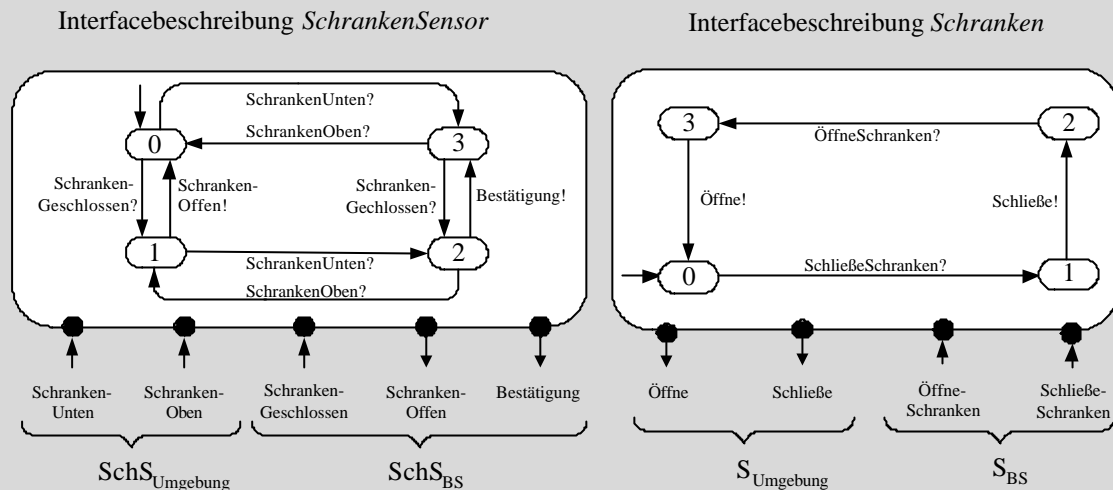 Interfacebeschreibung SchrankenSensor
SchrankenUnten?
SchrankenOben?
0
3
Schranken-
Geschlossen?
Schranken-
Offen!
Schranken-
Gechlossen?
Bestätigung!
1
2
SchrankenUnten?
SchrankenOben?
Schranken-
Unten
Schranken-
Oben
Schranken-
Geschlossen
Schranken-
Offen
Bestätigung
SchS Umgebung
SchS BS
Interfacebeschreibung Schranken
3
2
ÖffneSchranken?
Öffne!
Schließe!
0
1
SchließeSchranken?
Öffne
Schließe
Öffne-
Schranken
Schließe-
Schranken
S Umgebung
S BS